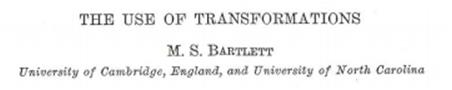 THE USE OF TRANSFORMATIONS
M. S. BARTLETT
University of Cambridge, England, and University of North Carolina